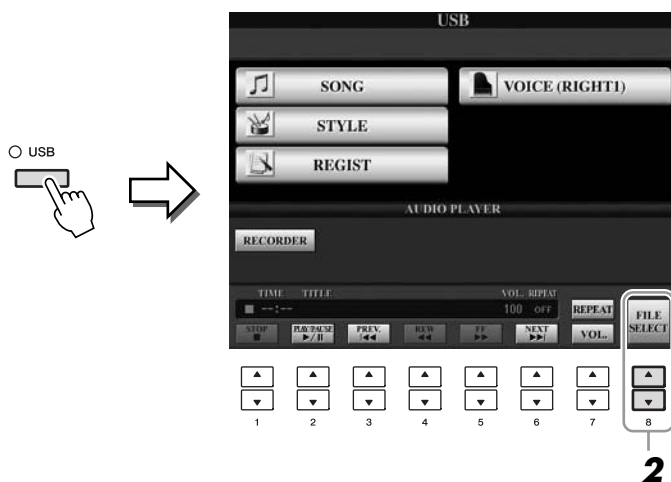 USB
SONG
VOICE (RIGHT1)
STYLE
REGIST
USB
AUDIO PLAYER
RECORDER
TIME TITLE VOL. REPEAT
--:-- 100 OFF
REPEAT
FILE SELECT
STOP PLAY/PAUSE PREV. REW FF NEXT VOL.
1 2 3 4 5 6 7 8
2